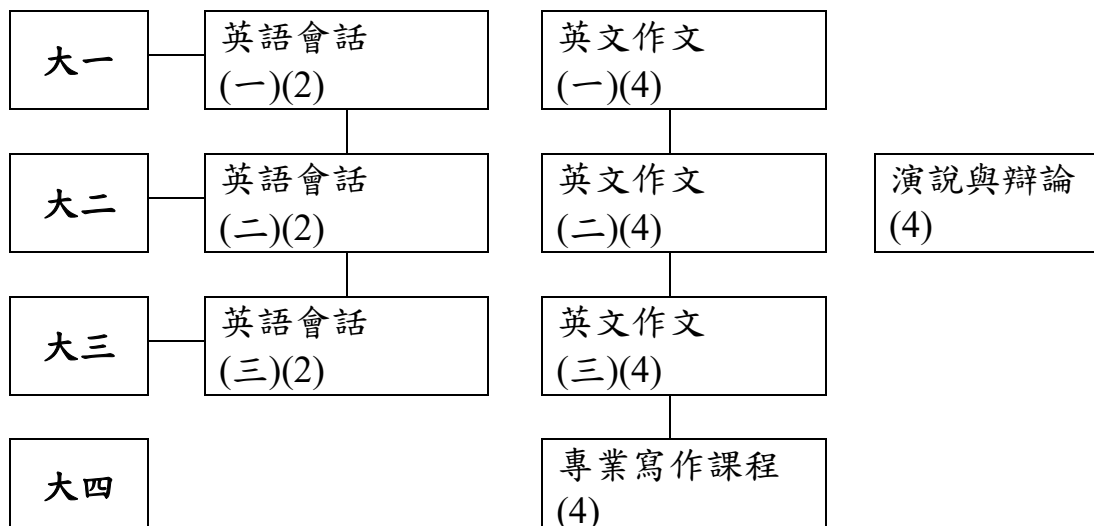 大一
英語會話
(一)(2)
英文作文
(一)(4)
大二
英語會話
(二)(2)
英文作文
(二)(4)
演說與辯論
(4)
大三
英語會話
(三)(2)
英文作文
(三)(4)
大四
專業寫作課程
(4)